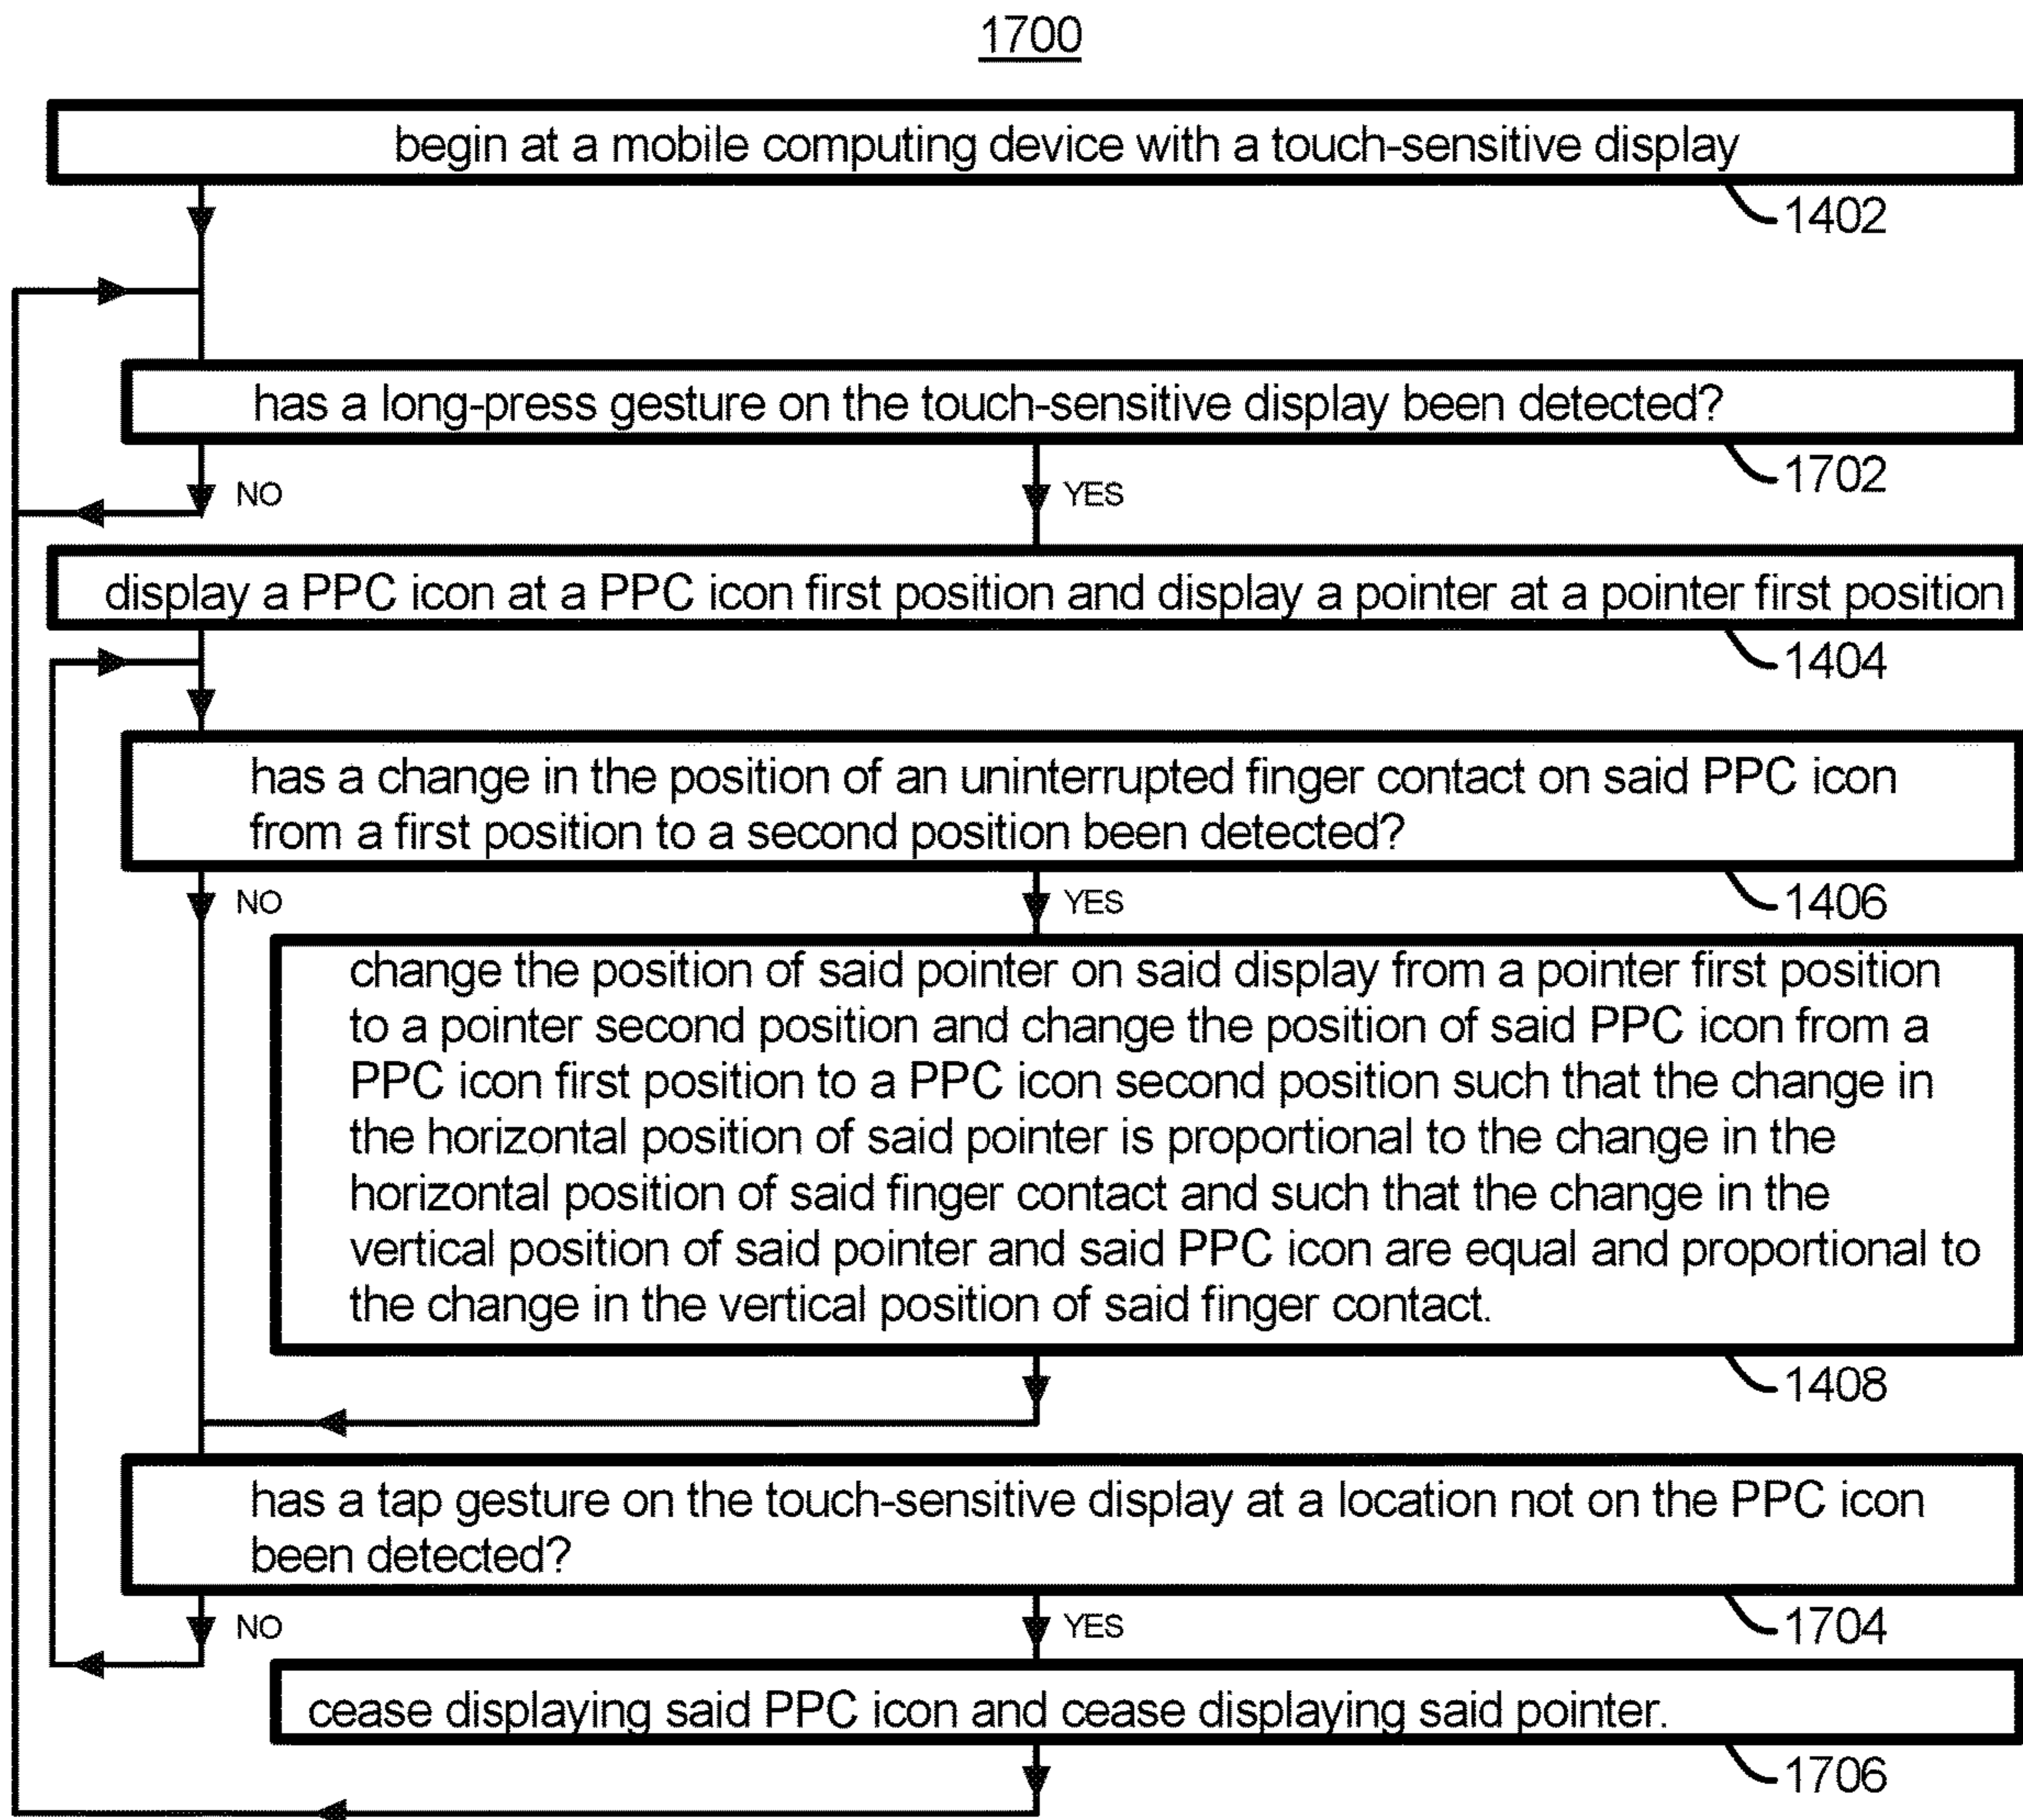 1700
begin at a mobile computing device with a touch-sensitive display
1402
has a long-press gesture on the touch-sensitive display been detected?
1702
NO
YES
display a PPC icon at a PPC icon first position and display a pointer at a pointer first position
1404
has a change in the position of an uninterrupted finger contact on said PPC icon
from a first position to a second position been detected?
1406
NO
YES
change the position of said pointer on said display from a pointer first position
to a pointer second position and change the position of said PPC icon from a
PPC icon first position to a PPC icon second position such that the change in
the horizontal position of said pointer is proportional to the change in the
horizontal position of said finger contact and such that the change in the
vertical position of said pointer and said PPC icon are equal and proportional to
the change in the vertical position of said finger contact.
1408
has a tap gesture on the touch-sensitive display at a location not on the PPC icon
been detected?
1704
NO
YES
cease displaying said PPC icon and cease displaying said pointer.
1706